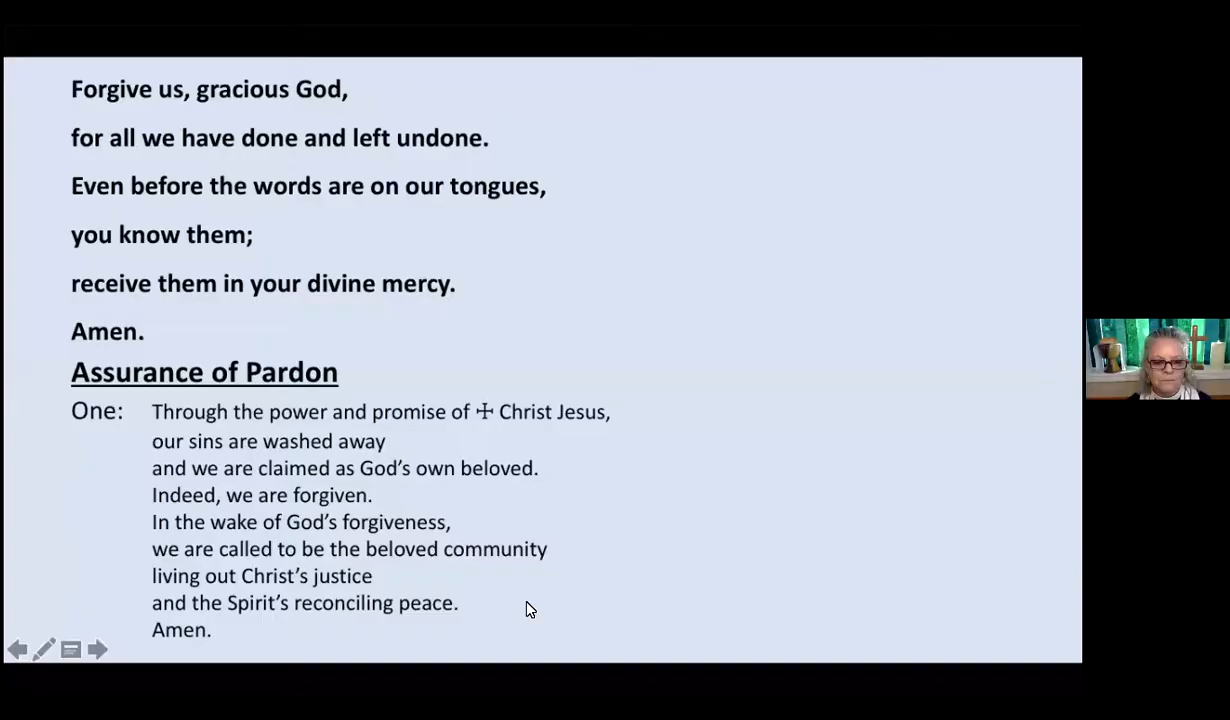 Forgive us, gracious God,
for all we have done and left undone.
Even before the words are on our tongues,
you know them;
receive them in your divine mercy.
Amen.
Assurance of Pardon
One: Through the power and promise of ☩ Christ Jesus,
our sins are washed away
and we are claimed as God’s own beloved.
Indeed, we are forgiven.
In the wake of God’s forgiveness,
we are called to be the beloved community
living out Christ’s justice
and the Spirit’s reconciling peace.
Amen.